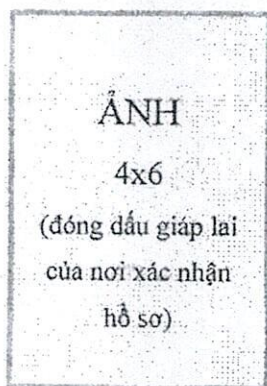 ẢNH
4x6
(đóng dấu giáp lai
của nơi xác nhận
hồ sơ)